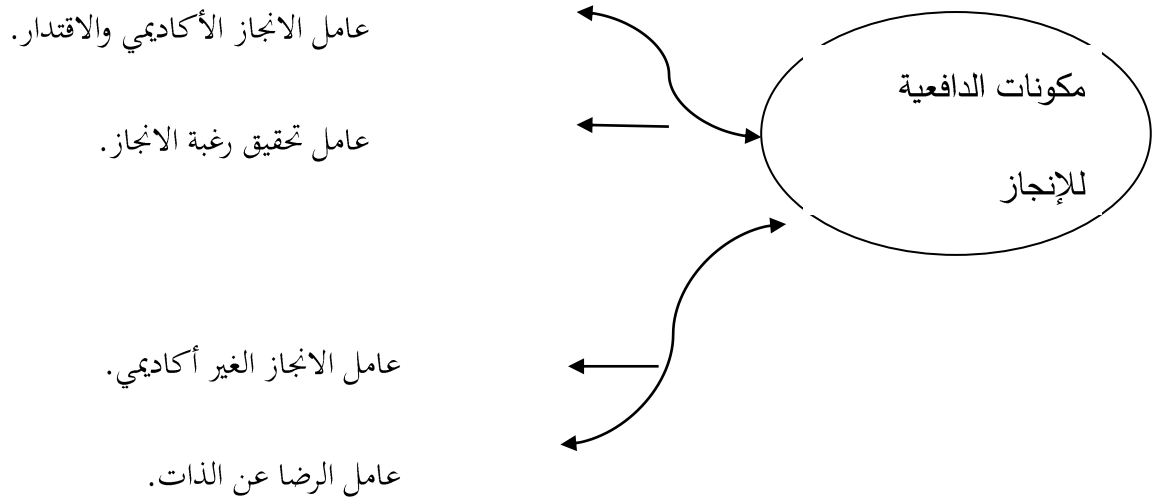 مكونات الدافعية
للإنجاز
عامل الانجاز الأكاديمي والاقتدار.
عامل تحقيق رغبة الانجاز.
عامل الانجاز الغير أكاديمي.
عامل الرضا عن الذات.